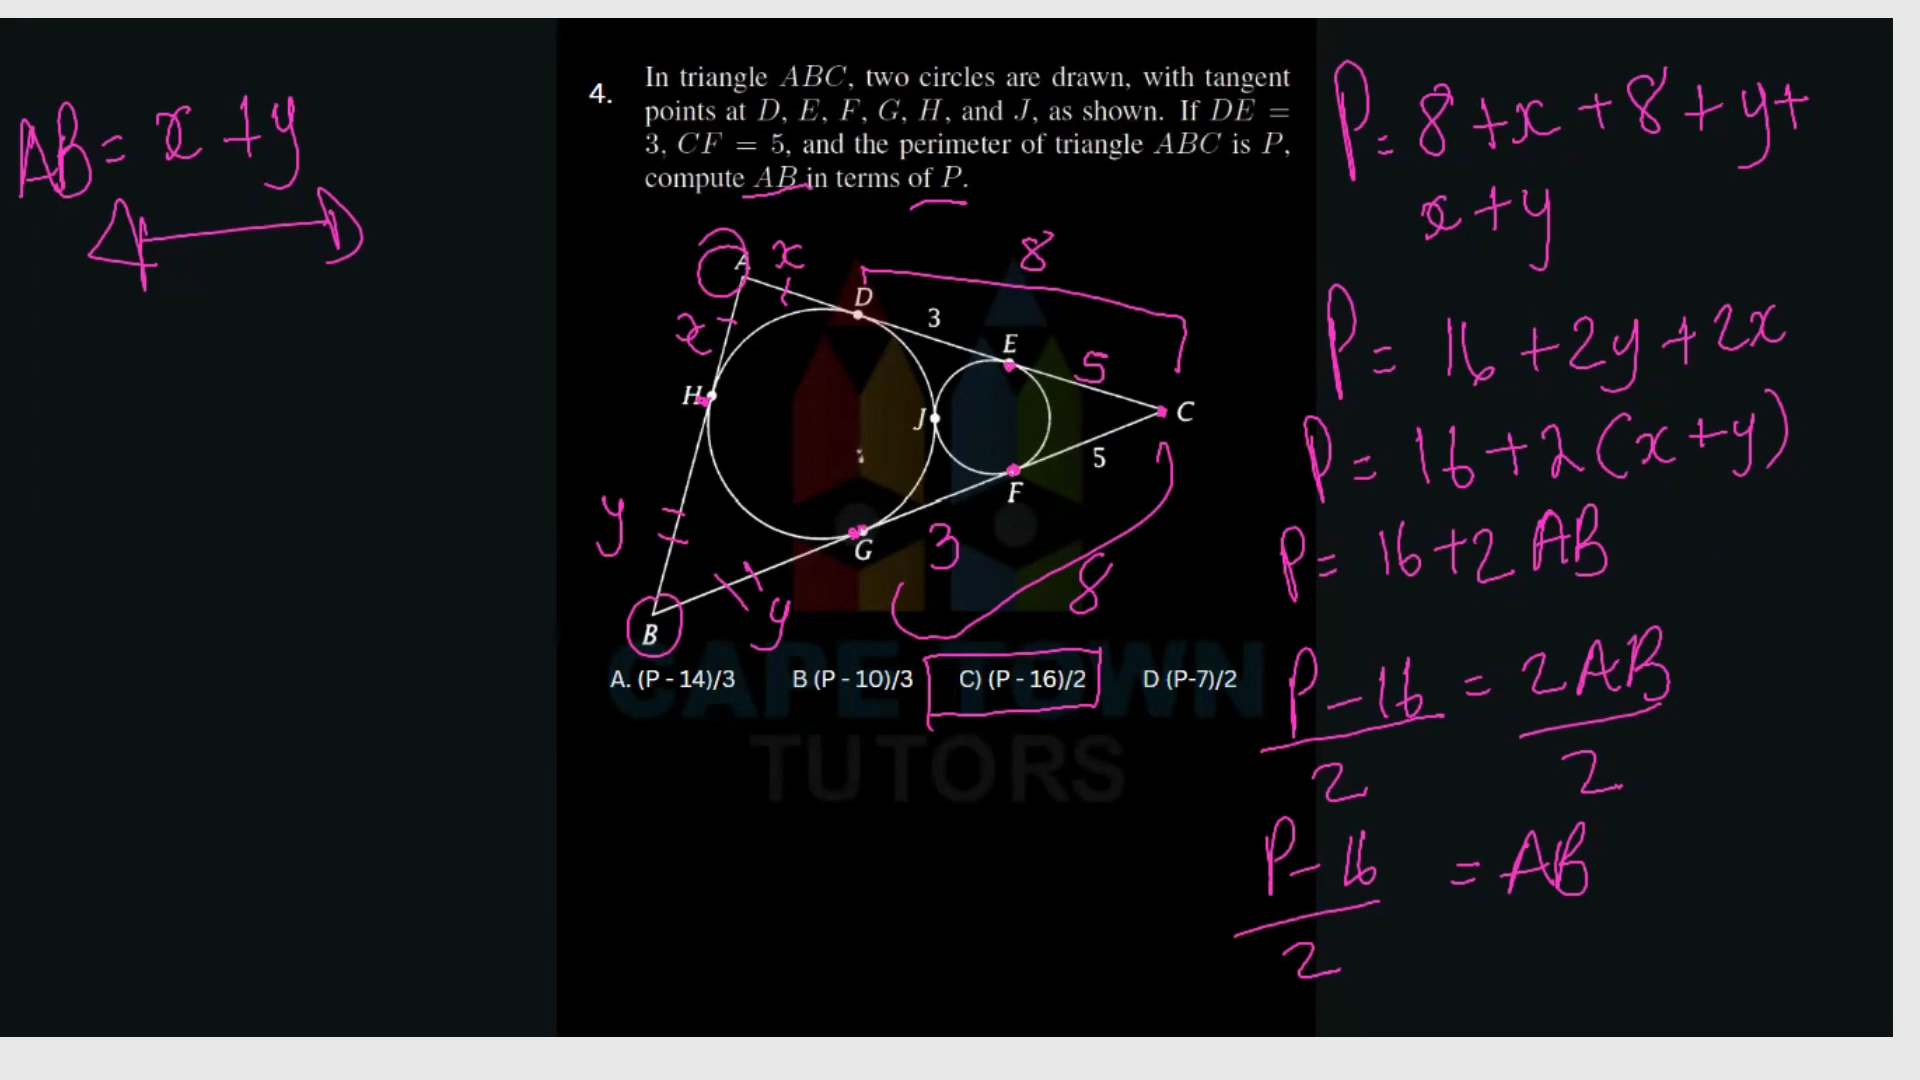 AB = x + y
4.
In triangle ABC, two circles are drawn, with tangent
points at D, E, F, G, H, and J, as shown. If DE =
3, CF = 5, and the perimeter of triangle ABC is P,
compute AB in terms of P.
A
x
8
D
3
x
E
5
H
J
C
5
F
y
G
3
8
y
B
A. (P - 14)/3 B (P - 10)/3 C) (P - 16)/2 D (P-7)/2
CAPE TOWN
TUTORS
P = 8 + x + 8 + y +
x + y
P = 16 + 2y + 2x
P = 16 + 2(x + y)
P = 16 + 2 AB
P - 16 = 2AB
2 2
P - 16 = AB
2